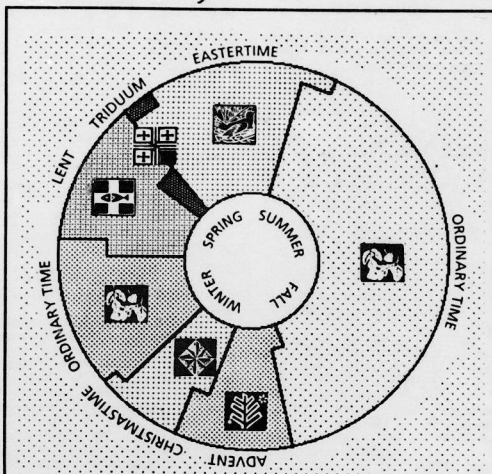 EASTERTIME
TRIDUUM
LENT
ORDINARY TIME
CHRISTMASTIME
ADVENT
ORDINARY TIME
SPRING
SUMMER
WINTER
FALL